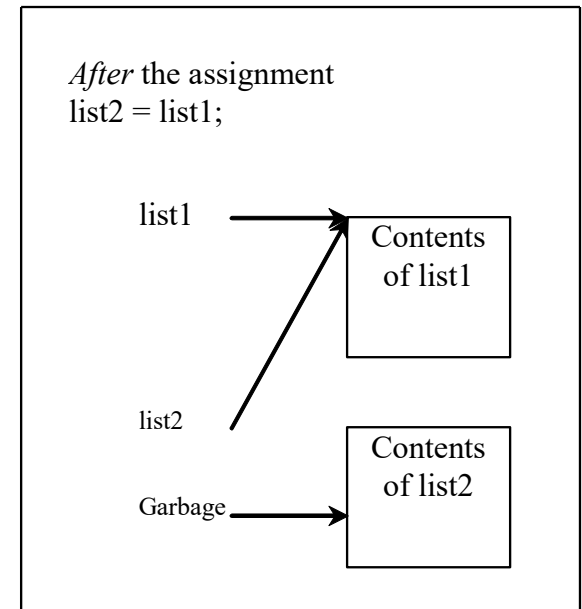 After the assignment
list2 = list1;
list1
Contents
of list1
list2
Contents
of list2
Garbage